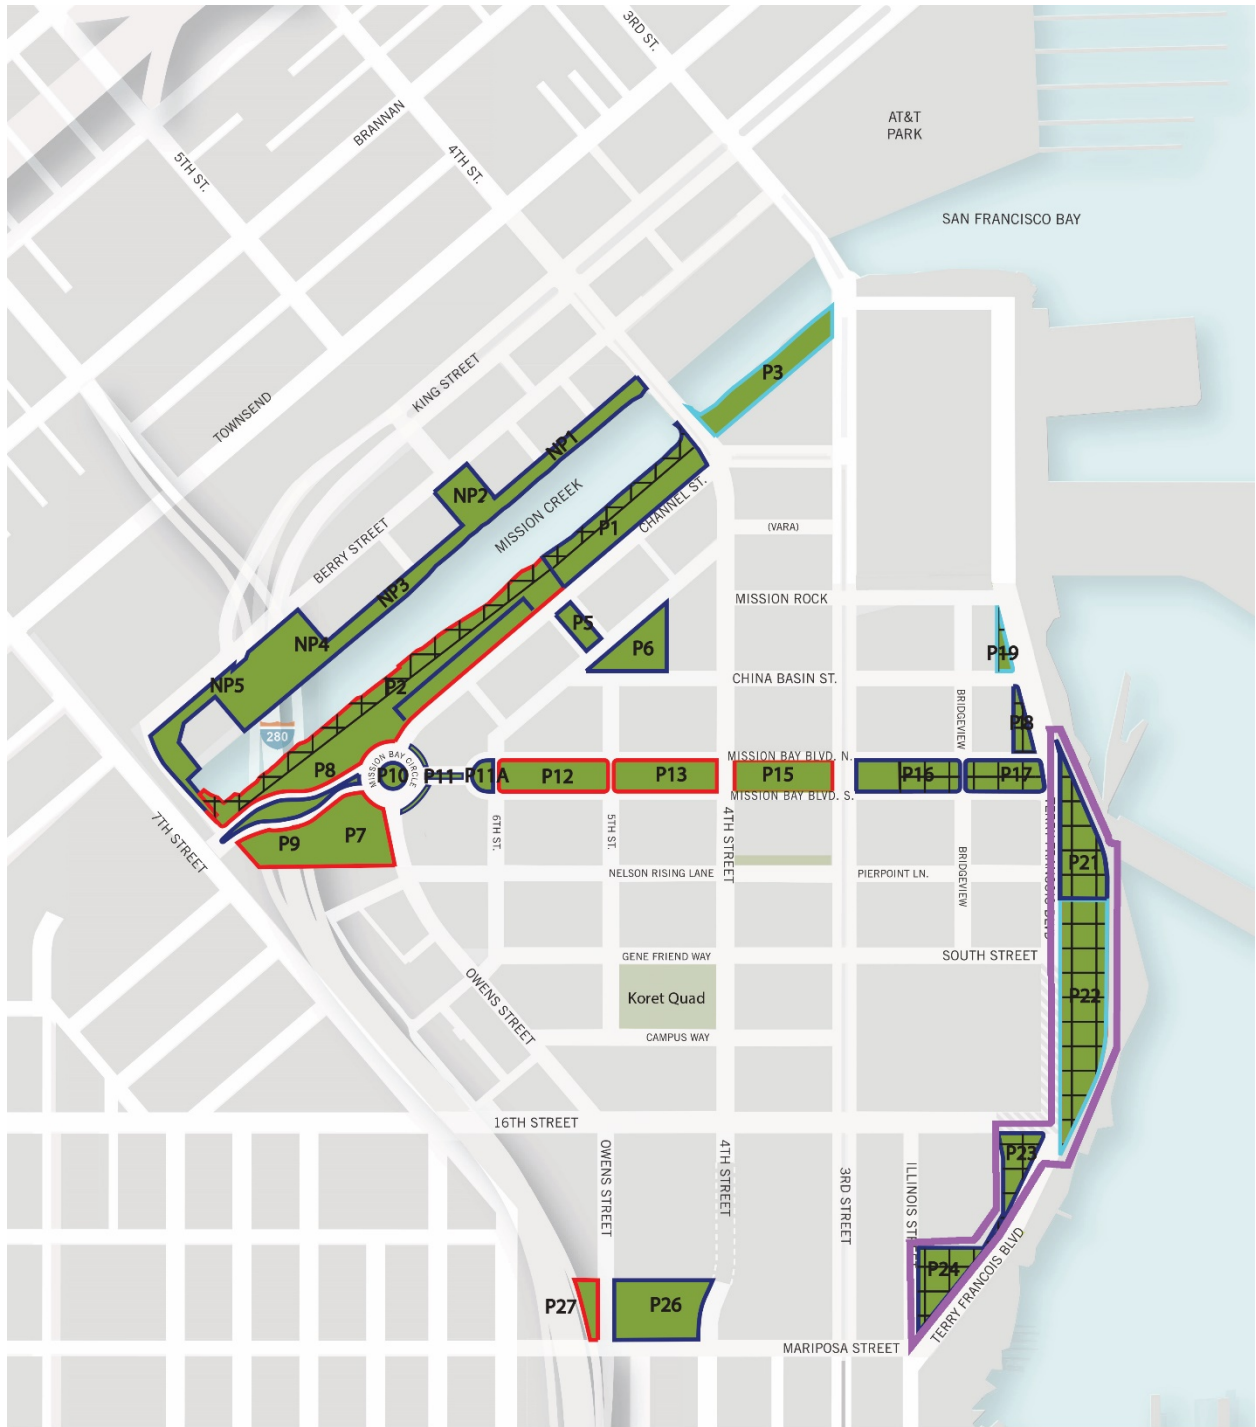 3RD ST.
BRANNAN
AT&T
PARK
4TH ST.
5TH ST.
SAN FRANCISCO BAY
KING STREET
P3
TOWNSEND
NP1
NP2
MISSION CREEK
CHANNEL ST.
P1
(VARA)
BERRY STREET
NP3
MISSION ROCK
P5
NP4
P6
P19
NP5
P2
CHINA BASIN ST.
BRIDGEVIEW
P18
280
MISSION BAY CIRCLE
MISSION BAY BLVD. N.
P8
P10
P11
P11A
P12
P13
P15
P16
P17
MISSION BAY BLVD. S.
7TH STREET
P9
P7
6TH ST.
5TH ST.
4TH STREET
TERRY FRANCOIS BLVD
P21
NELSON RISING LANE
PIERPOINT LN.
BRIDGEVIEW
GENE FRIEND WAY
SOUTH STREET
OWENS STREET
Koret Quad
P22
CAMPUS WAY
16TH STREET
OWENS STREET
4TH STREET
3RD STREET
ILLINOIS STREET
P23
P24
TERRY FRANCOIS BLVD
P27
P26
MARIPOSA STREET